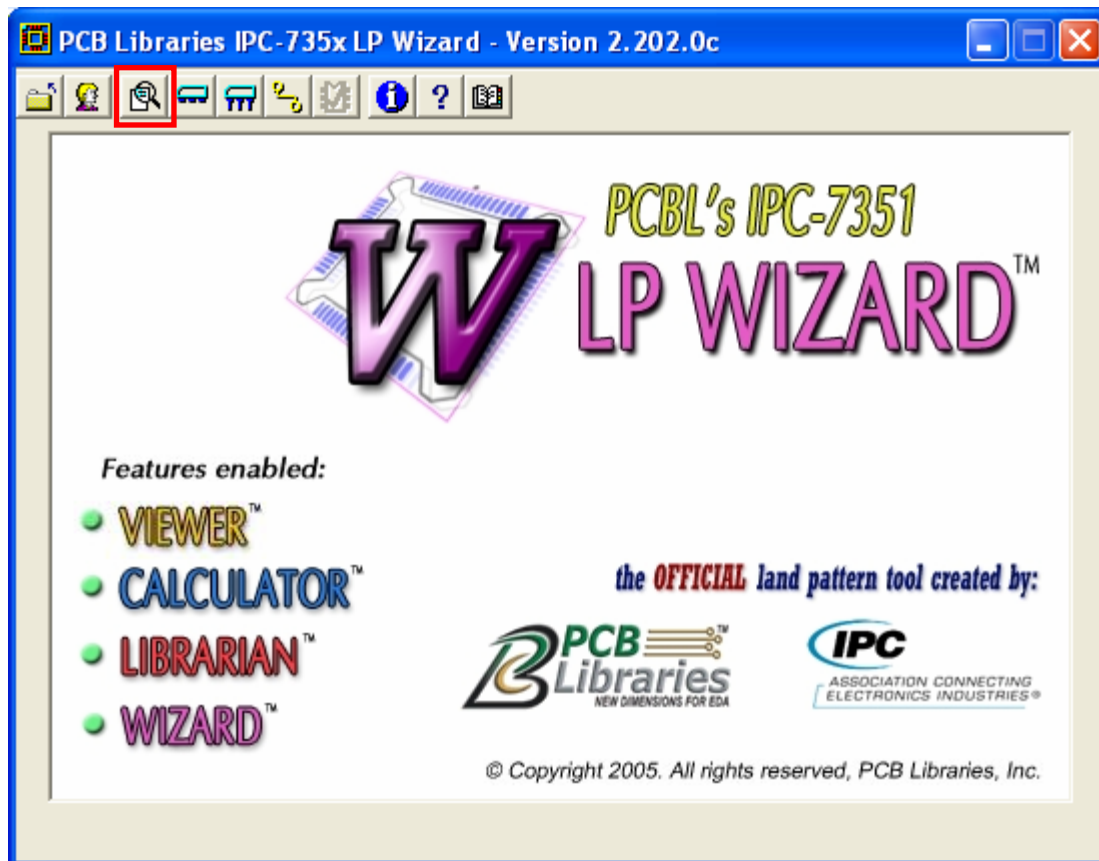 PCB Libraries IPC-735x LP Wizard - Version 2.202.0c
?
W
PCBL's IPC-7351
LP WIZARD™
Features enabled:
VIEWER™
CALCULATOR™
LIBRARIAN™
WIZARD™
the OFFICIAL land pattern tool created by:
PCB™
Libraries
NEW DIMENSIONS FOR EDA
IPC
ASSOCIATION CONNECTING
ELECTRONICS INDUSTRIES®
© Copyright 2005. All rights reserved, PCB Libraries, Inc.